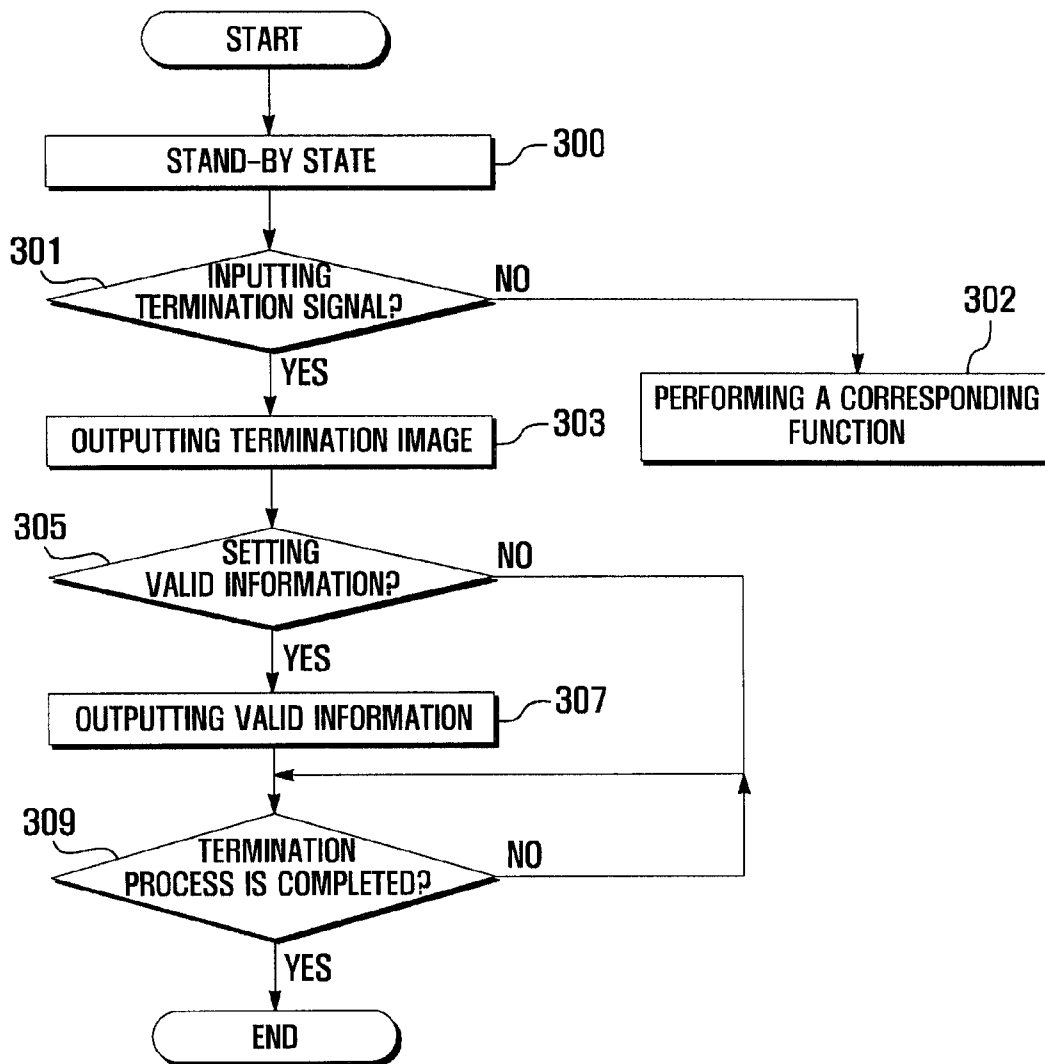 START
STAND-BY STATE
300
301
INPUTTING
TERMINATION SIGNAL?
NO
YES
302
PERFORMING A CORRESPONDING
FUNCTION
OUTPUTTING TERMINATION IMAGE
303
305
SETTING
VALID INFORMATION?
NO
YES
OUTPUTTING VALID INFORMATION
307
309
TERMINATION
PROCESS IS COMPLETED?
NO
YES
END